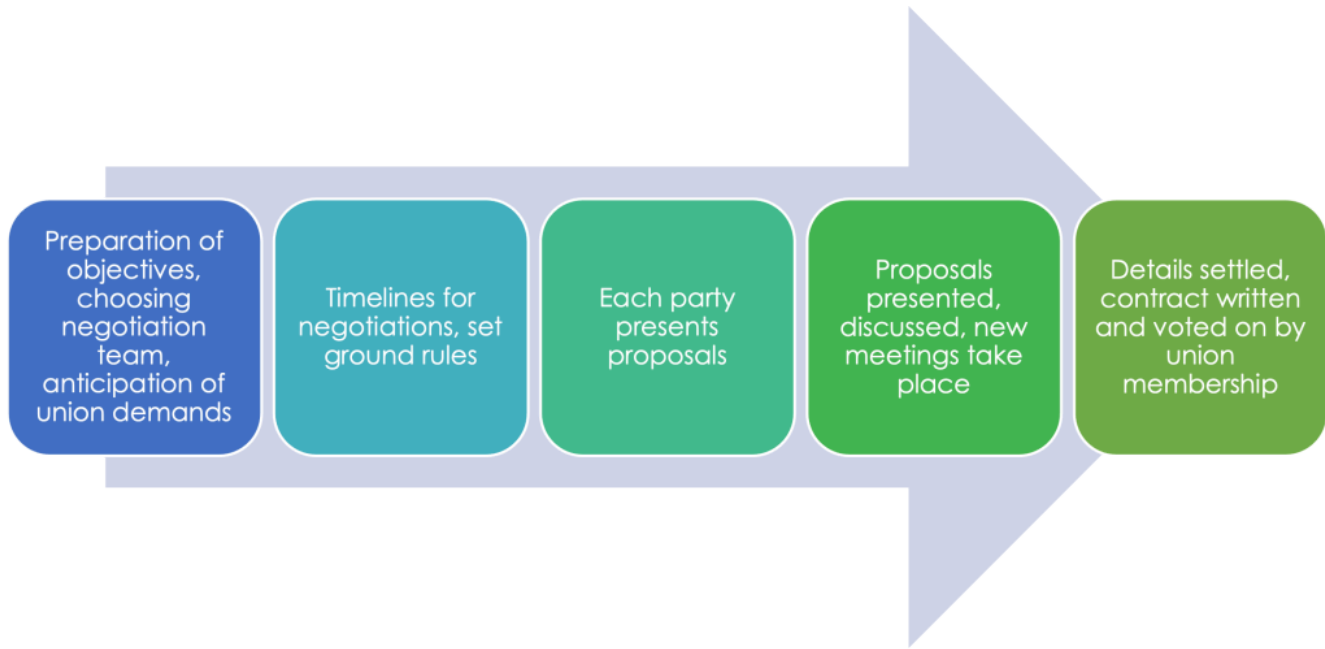 Preparation of
objectives,
choosing
negotiation
team,
anticipation of
union demands
Timelines for
negotiations, set
ground rules
Each party
presents
proposals
Proposals
presented,
discussed, new
meetings take
place
Details settled,
contract written
and voted on by
union
membership